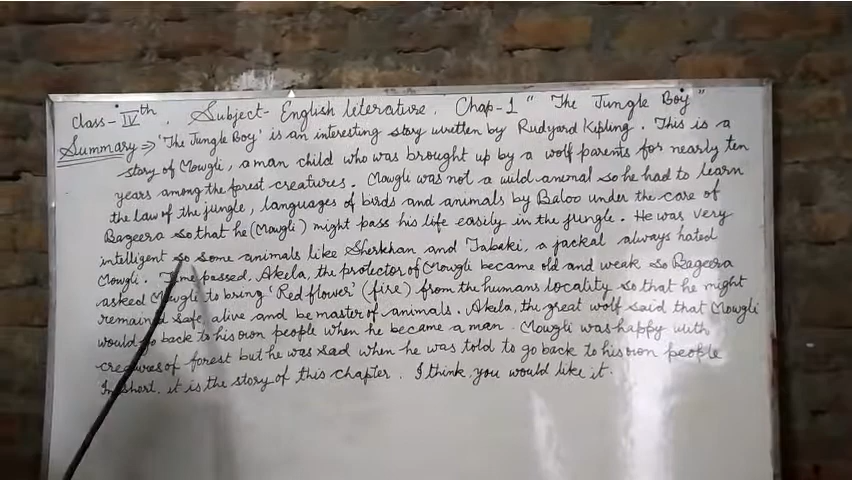 Class-IVth. Subject- English literature. Chap-1 "The Jungle Boy"
Summary ⇒ 'The Jungle Boy' is an interesting story written by Rudyard Kipling. This is a
story of Mowgli, a man child who was brought up by a wolf parents for nearly ten
years among the forest creatures. Mowgli was not a wild animal so he had to learn
the law of the jungle, languages of birds and animals by Baloo under the care of
Bageera so that he (Mowgli) might pass his life easily in the jungle. He was very
intelligent so some animals like Sherkhan and Tabaki, a jackal always hated
Mowgli. Time passed, Akela, the protector of Mowgli became old and weak so Bageera
asked Mowgli to bring 'Red flower' (fire) from the humans locality so that he might
remain safe, alive and be master of animals. Akela, the great wolf said that Mowgli
would go back to his own people when he became a man. Mowgli was happy with
creatures of forest but he was sad when he was told to go back to his own people
In short, it is the story of this chapter. I think you would like it.